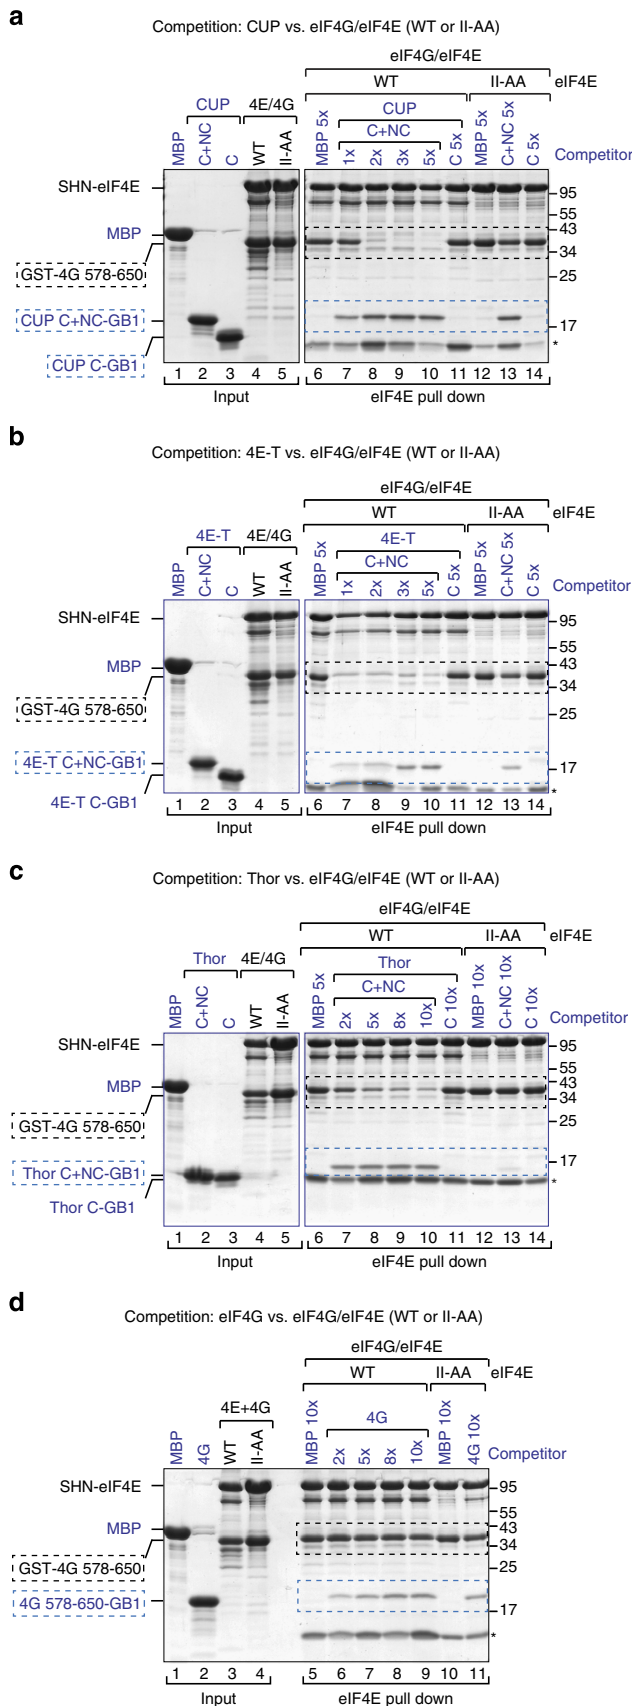 a
Competition: CUP vs. eIF4G/eIF4E (WT or II-AA)
eIF4G/eIF4E
WT II-AA eIF4E
CUP 4E/4G CUP
C+NC
MBP C+NC C WT II-AA MBP 5x 1x 2x 3x 5x C 5x MBP 5x C+NC 5x C 5x Competitor
SHN-eIF4E 95
55
MBP 43
34
GST-4G 578-650 25
CUP C+NC-GB1 17
CUP C-GB1 *
1 2 3 4 5 6 7 8 9 10 11 12 13 14
Input eIF4E pull down
b
Competition: 4E-T vs. eIF4G/eIF4E (WT or II-AA)
eIF4G/eIF4E
WT II-AA eIF4E
4E-T 4E/4G 4E-T
C+NC
MBP C+NC C WT II-AA MBP 5x 1x 2x 3x 5x C 5x MBP 5x C+NC 5x C 5x Competitor
SHN-eIF4E 95
55
MBP 43
34
GST-4G 578-650 25
4E-T C+NC-GB1 17
4E-T C-GB1 *
1 2 3 4 5 6 7 8 9 10 11 12 13 14
Input eIF4E pull down
c
Competition: Thor vs. eIF4G/eIF4E (WT or II-AA)
eIF4G/eIF4E
WT II-AA eIF4E
Thor 4E/4G Thor
C+NC
MBP C+NC C WT II-AA MBP 5x 2x 5x 8x 10x C 10x MBP 10x C+NC 10x C 10x Competitor
SHN-eIF4E 95
55
MBP 43
34
GST-4G 578-650 25
Thor C+NC-GB1 17
Thor C-GB1 *
1 2 3 4 5 6 7 8 9 10 11 12 13 14
Input eIF4E pull down
d
Competition: eIF4G vs. eIF4G/eIF4E (WT or II-AA)
eIF4G/eIF4E
WT II-AA eIF4E
4E+4G 4G
MBP 4G WT II-AA MBP 10x 2x 5x 8x 10x MBP 10x 4G 10x Competitor
SHN-eIF4E 95
55
MBP 43
34
GST-4G 578-650 25
4G 578-650-GB1 17
*
1 2 3 4 5 6 7 8 9 10 11
Input eIF4E pull down